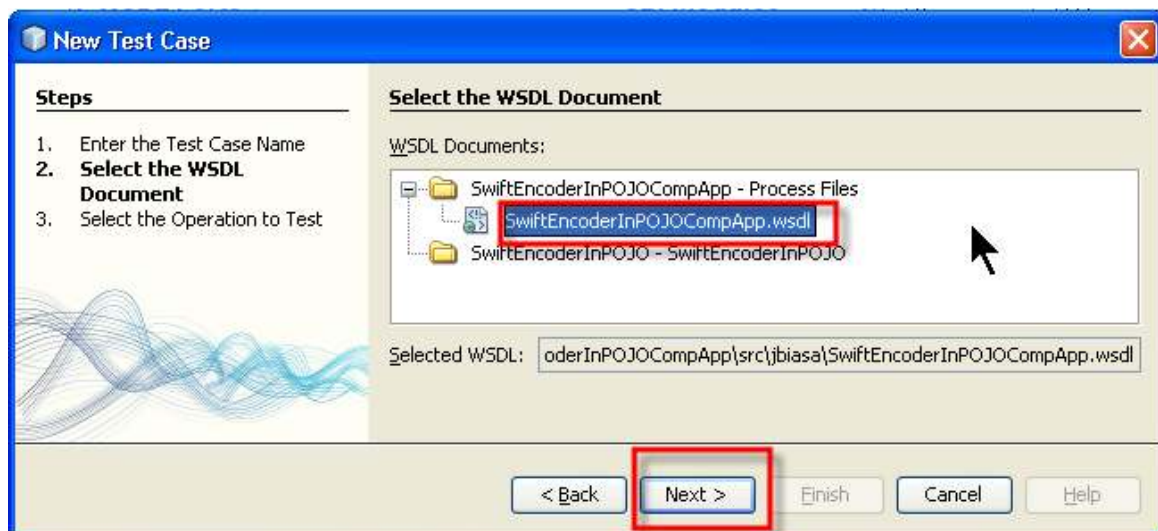 New Test Case
Steps
1. Enter the Test Case Name
2. Select the WSDL
Document
3. Select the Operation to Test
Select the WSDL Document
WSDL Documents:
SwiftEncoderInPOJOCompApp - Process Files
SwiftEncoderInPOJOCompApp.wsdl
SwiftEncoderInPOJO - SwiftEncoderInPOJO
Selected WSDL: oderInPOJOCompApp\src\jbiasa\SwiftEncoderInPOJOCompApp.wsdl
< Back Next > Finish Cancel Help